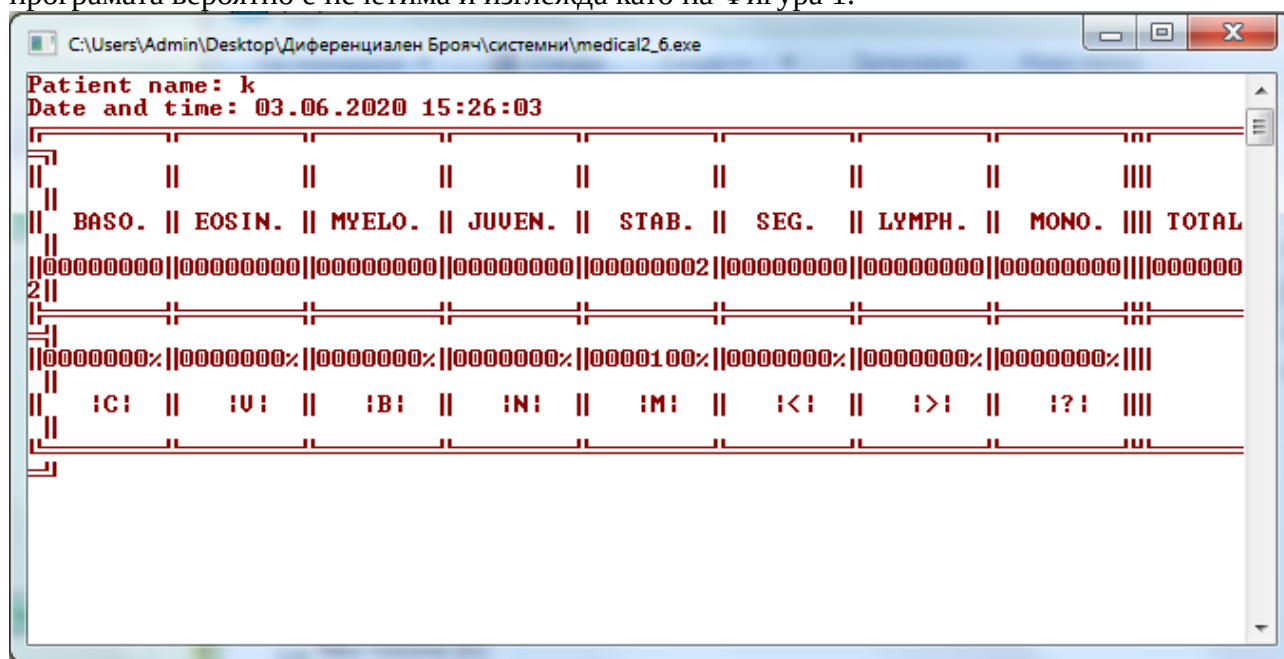 програмата вероятно е нечетима и изглежда като на Фигура 1.
C:\Users\Admin\Desktop\Диференциален Брояч\системни\medical2_6.exe
Patient name: k
Date and time: 03.06.2020 15:26:03
|| BASO. || EOSIN. || MYELO. || JUVEN. || STAB. || SEG. || LYMPH. || MONO. |||| TOTAL
||
||00000000||00000000||00000000||00000000||00000002||00000000||00000000||00000000||||000000
2||
||0000000%||0000000%||0000000%||0000000%||0000100%||0000000%||0000000%||0000000%||||
||
|| ¦C¦ || ¦V¦ || ¦B¦ || ¦N¦ || ¦M¦ || ¦<¦ || ¦>¦ || ¦?¦ ||||
||